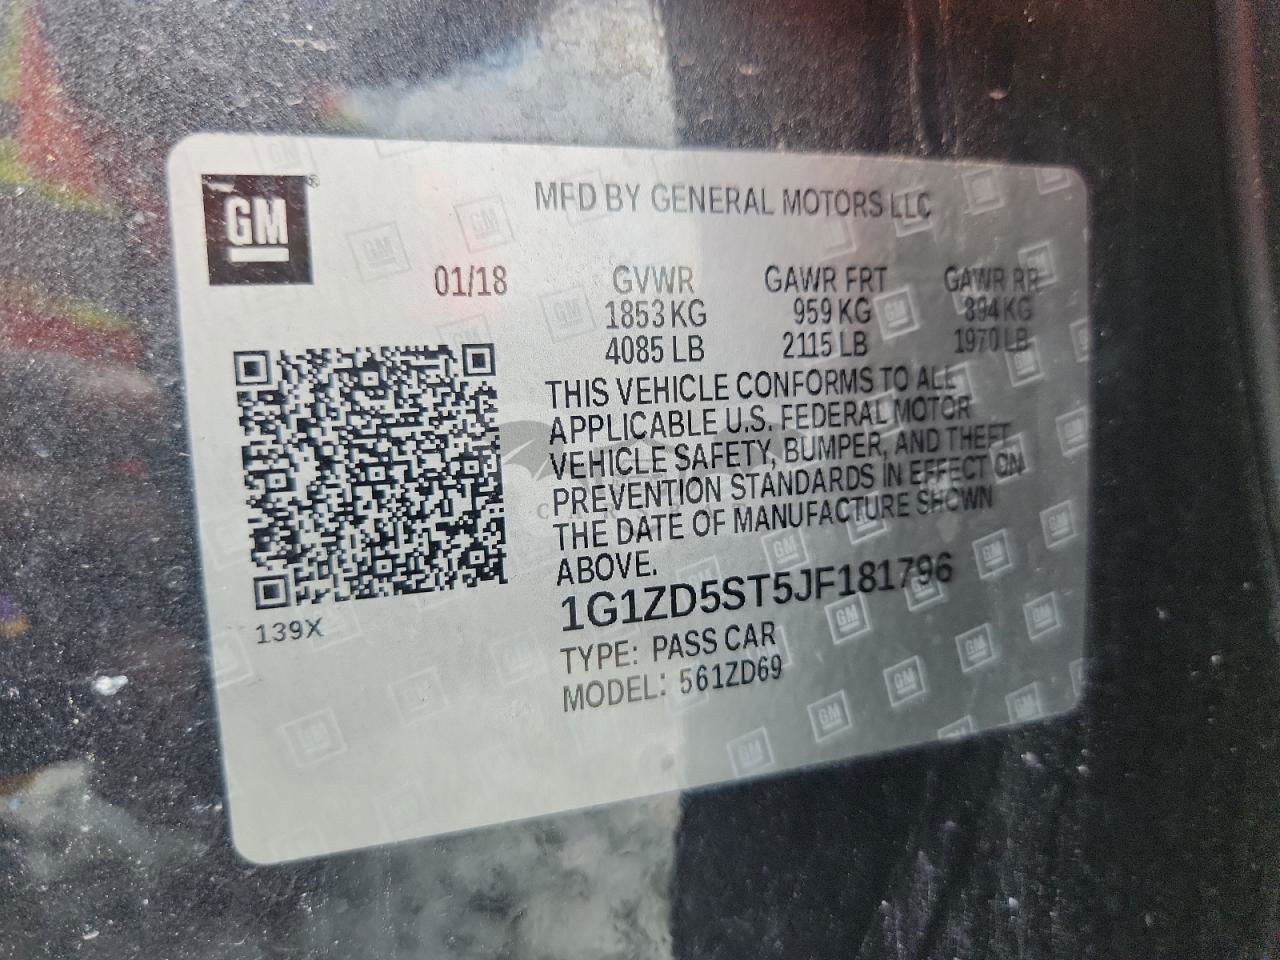 GM
MFD BY GENERAL MOTORS LLC
01/18 GVWR GAWR FRT GAWR RR
1853 KG 959 KG 894 KG
4085 LB 2115 LB 1970 LB
THIS VEHICLE CONFORMS TO ALL
APPLICABLE U.S. FEDERAL MOTOR
VEHICLE SAFETY, BUMPER, AND THEFT
PREVENTION STANDARDS IN EFFECT ON
THE DATE OF MANUFACTURE SHOWN
ABOVE.
1G1ZD5ST5JF181796
139X
TYPE: PASS CAR
MODEL: 561ZD69